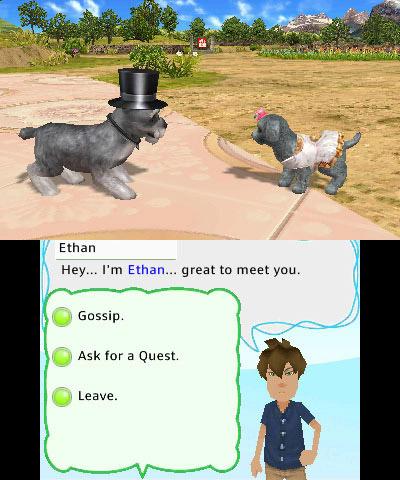 Ethan
Hey... I'm Ethan... great to meet you.
Gossip.
Ask for a Quest.
Leave.